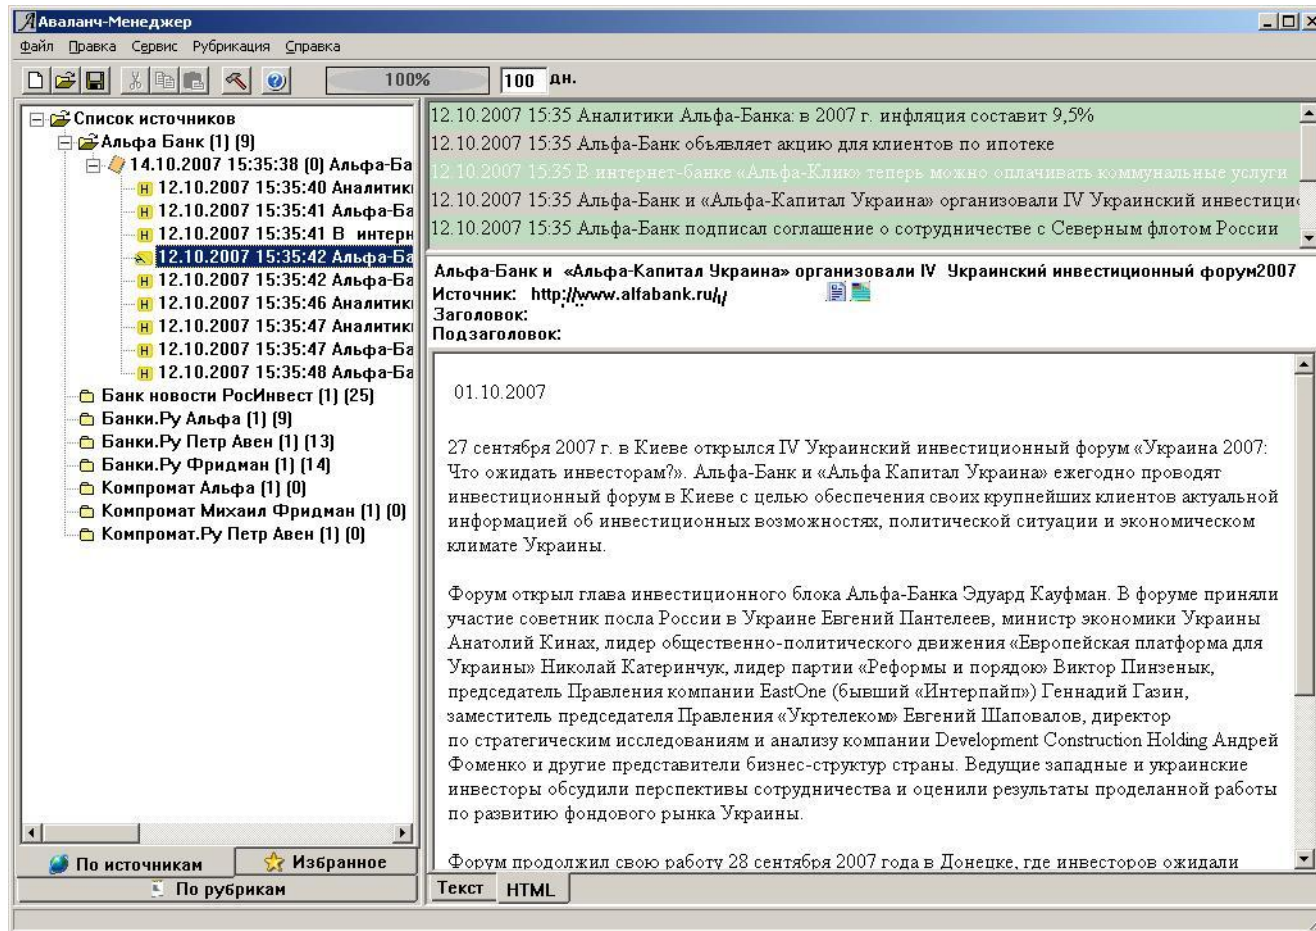 Аваланч-Менеджер
Файл Правка Сервис Рубрикация Справка
100% 100 дн.
Список источников
Альфа Банк (1) (9)
14.10.2007 15:35:38 (0) Альфа-Ба
12.10.2007 15:35:40 Аналитик
12.10.2007 15:35:41 Альфа-Ба
12.10.2007 15:35:41 В интерн
12.10.2007 15:35:42 Альфа-Ба
12.10.2007 15:35:42 Альфа-Ба
12.10.2007 15:35:46 Аналитик
12.10.2007 15:35:47 Аналитик
12.10.2007 15:35:47 Альфа-Ба
12.10.2007 15:35:48 Альфа-Ба
Банк новости РосИнвест (1) (25)
Банки.Ру Альфа (1) (9)
Банки.Ру Петр Авен (1) (13)
Банки.Ру Фридман (1) (14)
Компромат Альфа (1) (0)
Компромат Михаил Фридман (1) (0)
Компромат.Ру Петр Авен (1) (0)
По источникам Избранное
По рубрикам
12.10.2007 15:35 Аналитики Альфа-Банка: в 2007 г. инфляция составит 9,5%
12.10.2007 15:35 Альфа-Банк объявляет акцию для клиентов по ипотеке
12.10.2007 15:35 В интернет-банке «Альфа-Клик» теперь можно оплачивать коммунальные услуги
12.10.2007 15:35 Альфа-Банк и «Альфа-Капитал Украина» организовали IV Украинский инвестици
12.10.2007 15:35 Альфа-Банк подписал соглашение о сотрудничестве с Северным флотом России
Альфа-Банк и «Альфа-Капитал Украина» организовали IV Украинский инвестиционный форум2007
Источник: http://www.alfabank.ru/
Заголовок:
Подзаголовок:
01.10.2007
27 сентября 2007 г. в Киеве открылся IV Украинский инвестиционный форум «Украина 2007:
Что ожидать инвесторам?». Альфа-Банк и «Альфа Капитал Украина» ежегодно проводят
инвестиционный форум в Киеве с целью обеспечения своих крупнейших клиентов актуальной
информацией об инвестиционных возможностях, политической ситуации и экономическом
климате Украины.
Форум открыл глава инвестиционного блока Альфа-Банка Эдуард Кауфман. В форуме приняли
участие советник посла России в Украине Евгений Пантелеев, министр экономики Украины
Анатолий Кинах, лидер общественно-политического движения «Европейская платформа для
Украины» Николай Катеринчук, лидер партии «Реформы и порядок» Виктор Пинзенык,
председатель Правления компании EastOne (бывший «Интерпайп») Геннадий Газин,
заместитель председателя Правления «Укртелеком» Евгений Шаповалов, директор
по стратегическим исследованиям и анализу компании Development Construction Holding Андрей
Фоменко и другие представители бизнес-структур страны. Ведущие западные и украинские
инвесторы обсудили перспективы сотрудничества и оценили результаты проделанной работы
по развитию фондового рынка Украины.
Форум продолжил свою работу 28 сентября 2007 года в Донецке, где инвесторов ожидали
Текст HTML